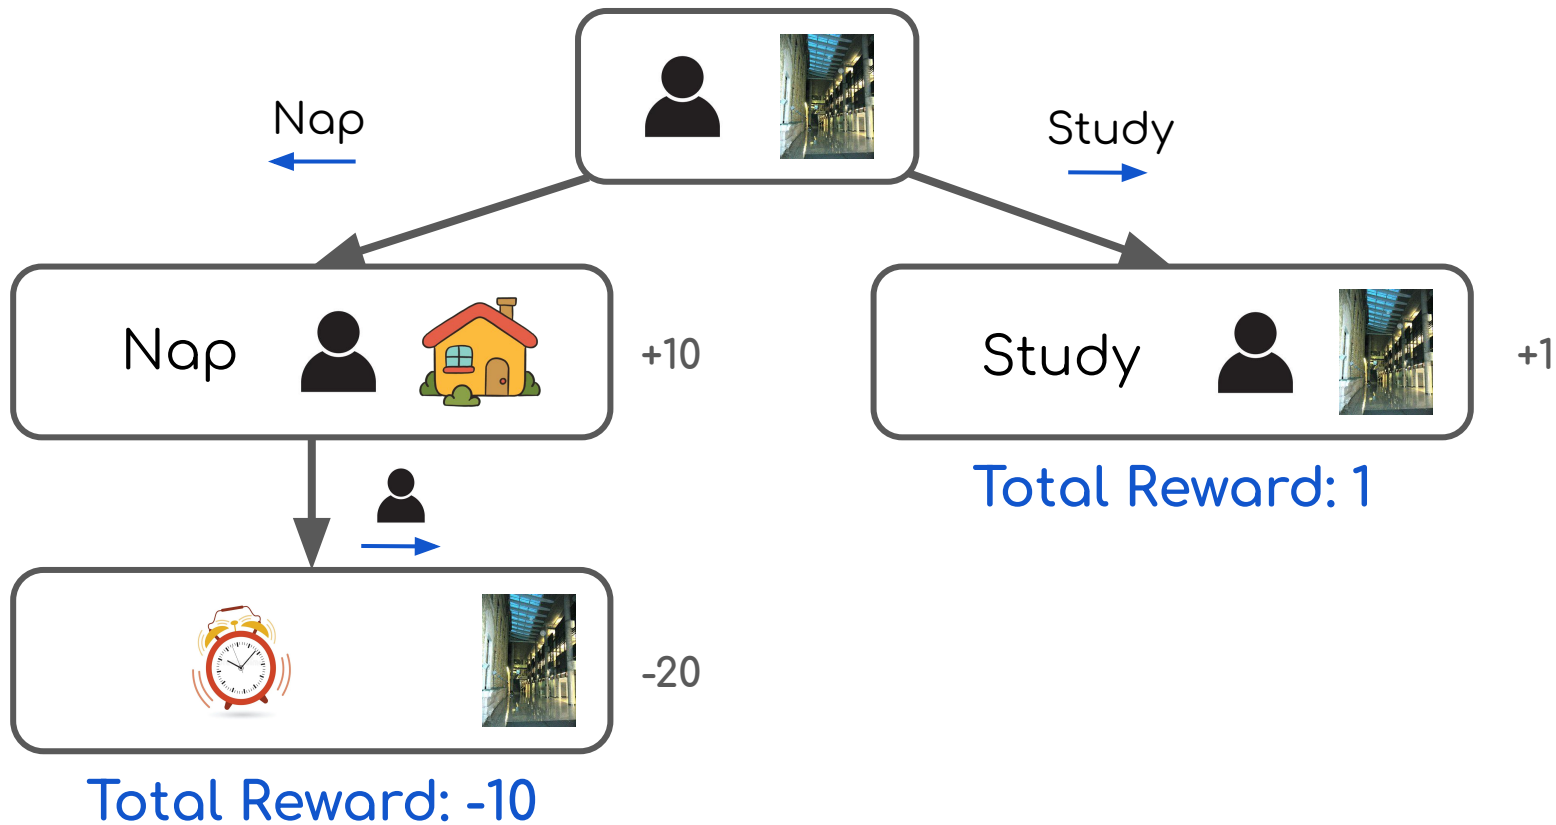 Nap
Study
Nap
+10
Study
+1
Total Reward: 1
-20
Total Reward: -10